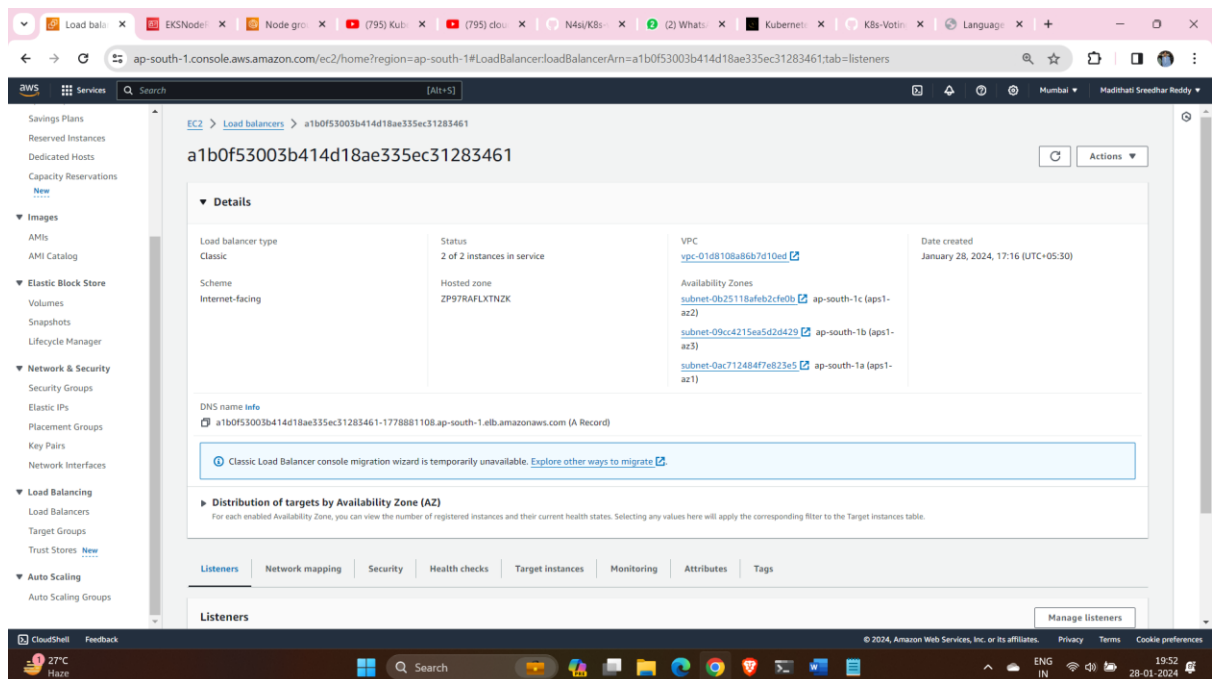 Load bala
EKSNodeR
Node gro
(795) Kube
(795) clou
N4si/K8s-
(2) Whats
Kubernete
K8s-Votin
Language
ap-south-1.console.aws.amazon.com/ec2/home?region=ap-south-1#LoadBalancer:loadBalancerArn=a1b0f53003b414d18ae335ec31283461;tab=listeners
aws Services Search [Alt+S] Mumbai Madithati Sreedhar Reddy
Savings Plans
Reserved Instances
Dedicated Hosts
Capacity Reservations
New
Images
AMIs
AMI Catalog
Elastic Block Store
Volumes
Snapshots
Lifecycle Manager
Network & Security
Security Groups
Elastic IPs
Placement Groups
Key Pairs
Network Interfaces
Load Balancing
Load Balancers
Target Groups
Trust Stores New
Auto Scaling
Auto Scaling Groups
EC2 > Load balancers > a1b0f53003b414d18ae335ec31283461
a1b0f53003b414d18ae335ec31283461
Actions
Details
Load balancer type
Classic
Status
2 of 2 instances in service
VPC
vpc-01d8108a86b7d10ed
Date created
January 28, 2024, 17:16 (UTC+05:30)
Scheme
Internet-facing
Hosted zone
ZP97RAFLXTNZK
Availability Zones
subnet-0b25118afeb2cfe0b ap-south-1c (aps1-
az2)
subnet-09cc4215ea5d2d429 ap-south-1b (aps1-
az3)
subnet-0ac712484f7e823e5 ap-south-1a (aps1-
az1)
DNS name Info
a1b0f53003b414d18ae335ec31283461-1778881108.ap-south-1.elb.amazonaws.com (A Record)
Classic Load Balancer console migration wizard is temporarily unavailable. Explore other ways to migrate.
Distribution of targets by Availability Zone (AZ)
For each enabled Availability Zone, you can view the number of registered instances and their current health states. Selecting any values here will apply the corresponding filter to the Target instances table.
Listeners Network mapping Security Health checks Target instances Monitoring Attributes Tags
Listeners
Manage listeners
CloudShell Feedback © 2024, Amazon Web Services, Inc. or its affiliates. Privacy Terms Cookie preferences
1
27°C
Haze
Search
ENG
IN
19:52
28-01-2024